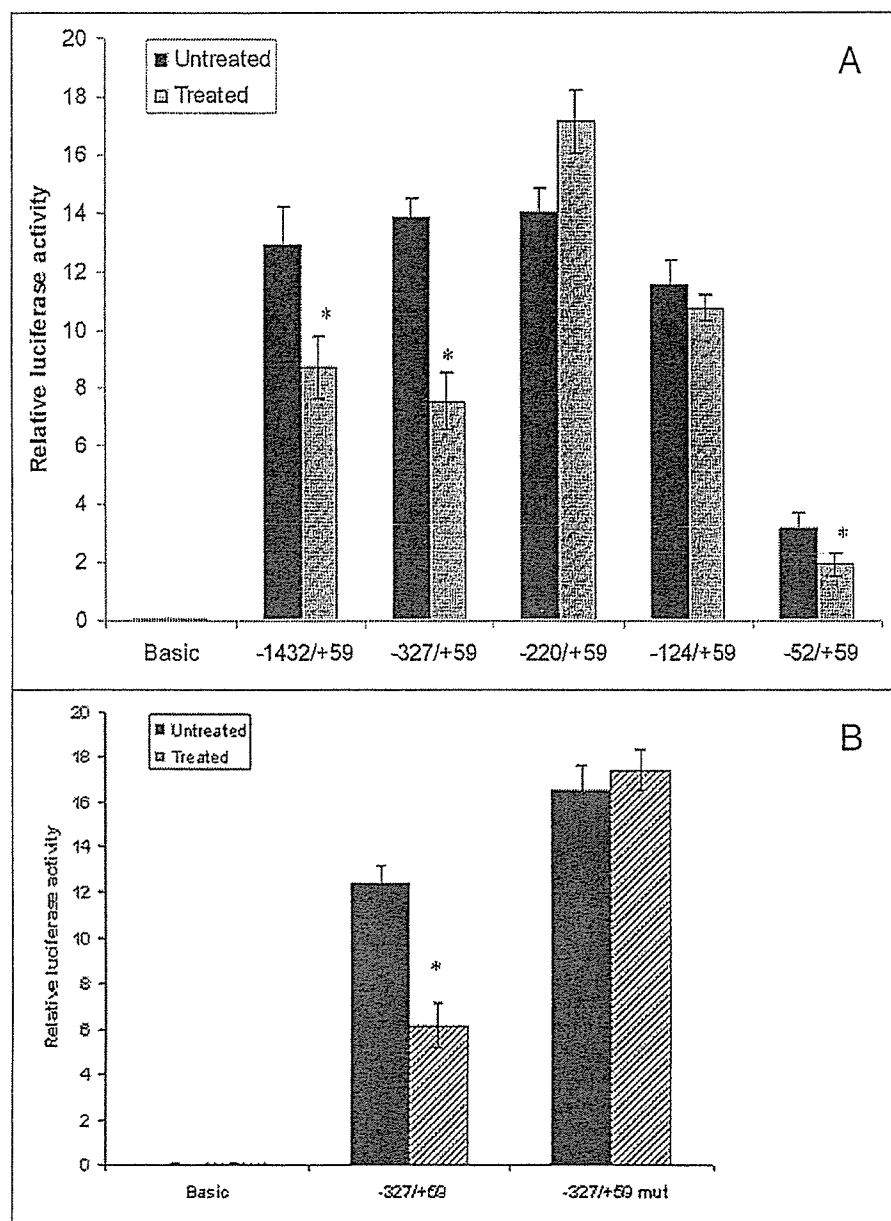 A
Untreated
Treated
Relative luciferase activity
20
18
16
14
12
10
8
6
4
2
0
*
*
*
Basic
-1432/+59
-327/+59
-220/+59
-124/+59
-52/+59
B
Untreated
Treated
Relative luciferase activity
20
18
16
14
12
10
8
6
4
2
0
*
Basic
-327/+59
-327/+59 mut